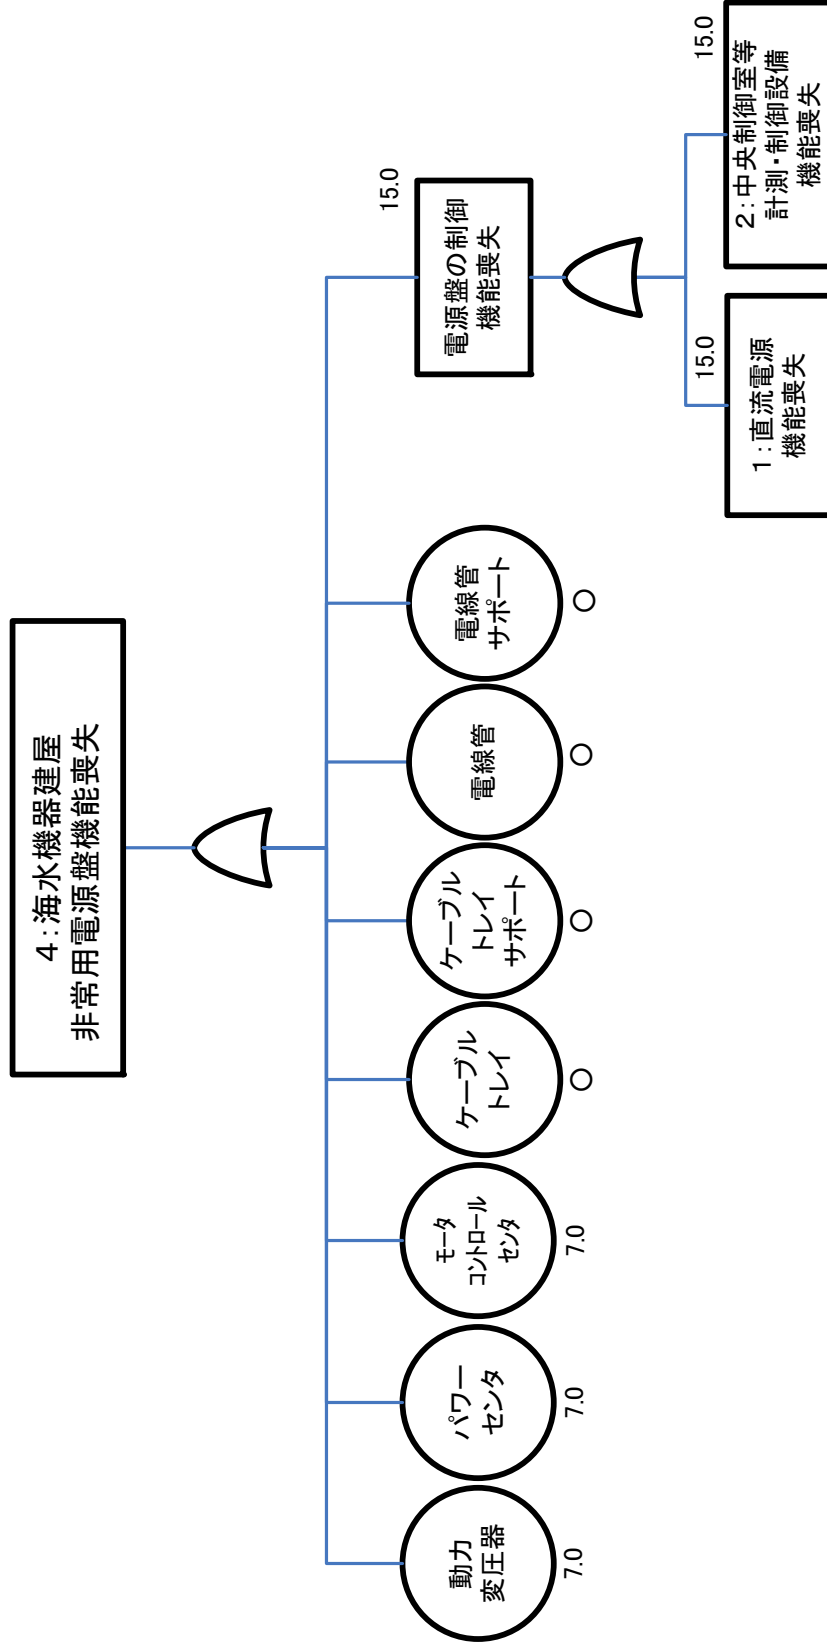 4:海水機器建屋
非常用電源盤機能喪失
動力
変圧器
7.0
パワー
センタ
7.0
モータ
コントロール
センタ
7.0
ケーブル
トレイ
○
ケーブル
トレイ
サポート
○
電線管
○
電線管
サポート
○
電源盤の制御
機能喪失
15.0
1:直流電源
機能喪失
15.0
2:中央制御室等
計測・制御設備
機能喪失
15.0